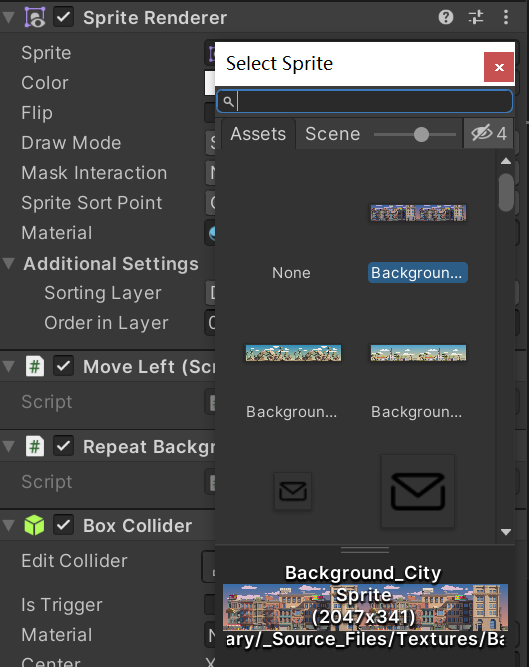 Sprite Renderer
Sprite
Select Sprite
Color
Flip
Assets
Scene
4
Draw Mode
Mask Interaction
Sprite Sort Point
Material
Additional Settings
None
Backgroun...
Sorting Layer
Order in Layer
Move Left (Scr
Script
Backgroun...
Backgroun...
Repeat Backgr
Script
Box Collider
Edit Collider
Is Trigger
Material
Center
X
Background_City
Sprite
(2047x341)
ary/_Source_Files/Textures/Ba